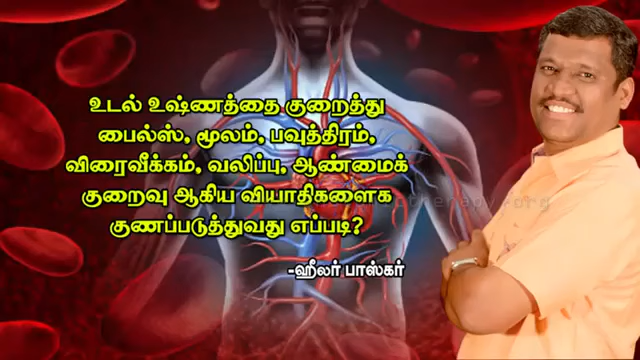 உடல் உஷ்ணத்தை குறைத்து
பைல்ஸ், மூலம், பவுத்திரம்,
விரைவீக்கம், வலிப்பு, ஆண்மைக்
குறைவு ஆகிய வியாதிகளைக
குணப்படுத்துவது எப்படி?
-ஹீலர் பாஸ்கர்